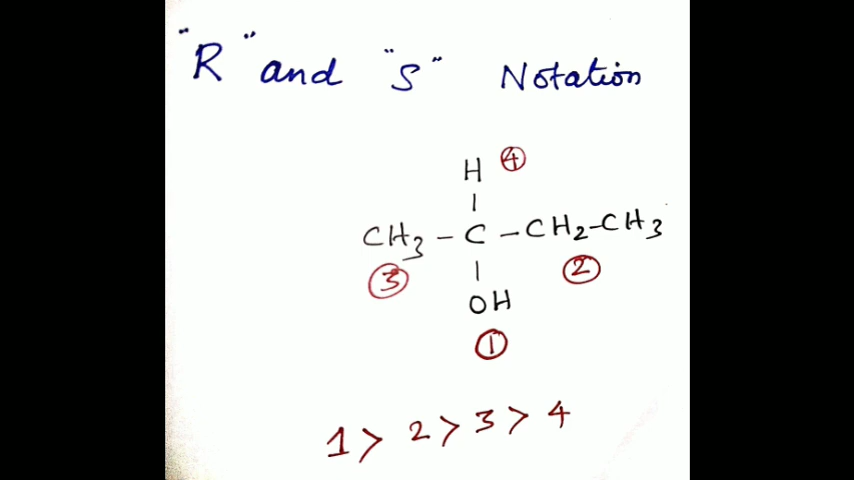 "R" and "S" Notation
H ④
|
CH3 - C - CH2-CH3
③ | ②
OH
①
1 > 2 > 3 > 4